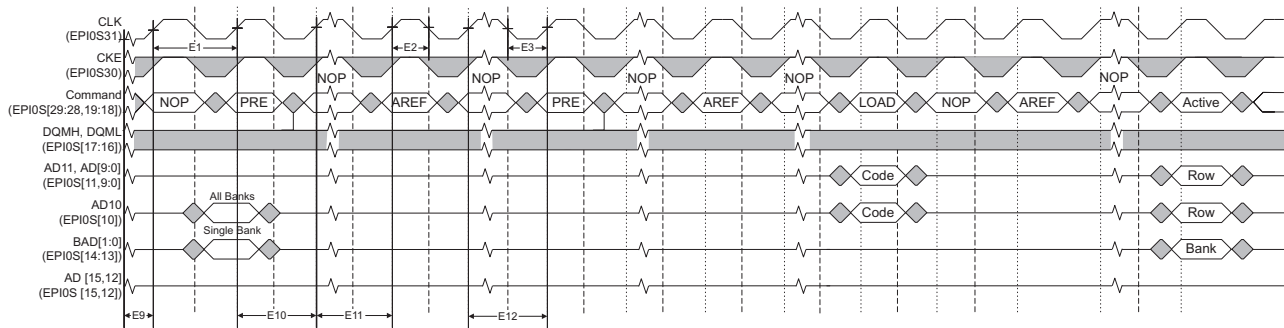 CLK
(EPI0S31)
E1
E2
E3
CKE
(EPI0S30)
NOP
NOP
NOP
NOP
NOP
Command
(EPI0S[29:28,19:18])
NOP
PRE
AREF
PRE
AREF
LOAD
NOP
AREF
Active
DQMH, DQML
(EPI0S[17:16])
AD11, AD[9:0]
(EPI0S[11,9:0])
Code
Row
All Banks
AD10
(EPI0S[10])
Code
Row
Single Bank
BAD[1:0]
(EPI0S[14:13])
Bank
AD [15,12]
(EPI0S [15,12])
E9
E10
E11
E12